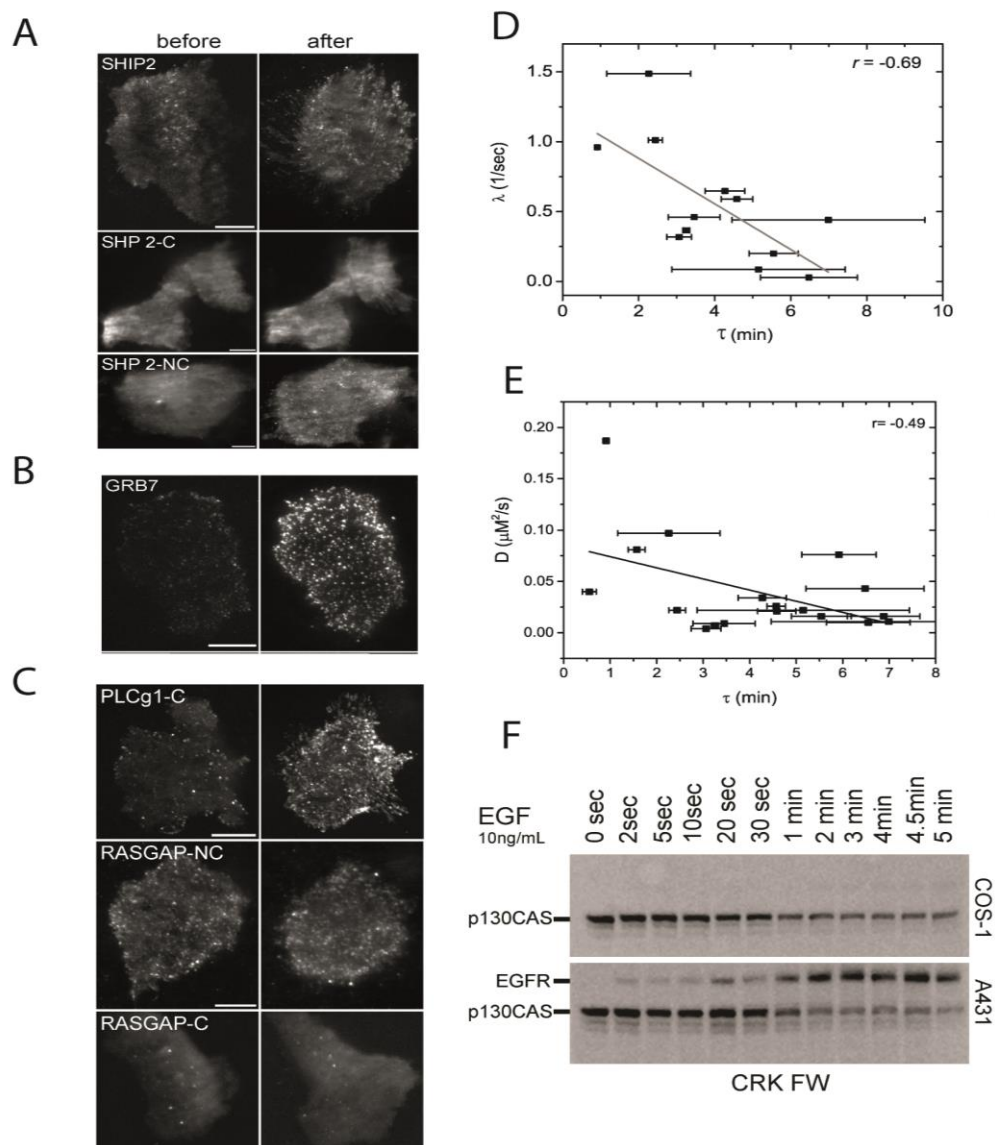 A
before after
SHIP2
SHP 2-C
SHP 2-NC
B
GRB7
C
PLCg1-C
RASGAP-NC
RASGAP-C
D
r = -0.69
1.5
1.0
0.5
0.0
λ (1/sec)
0 2 4 6 8 10
τ (min)
E
r= -0.49
0.20
0.15
0.10
0.05
0.00
D (µM²/s)
0 1 2 3 4 5 6 7 8
τ (min)
F
EGF
10ng/mL
0 sec
2sec
5sec
10sec
20 sec
30 sec
1 min
2 min
3 min
4min
4.5min
5 min
p130CAS
COS-1
EGFR
p130CAS
A431
CRK FW